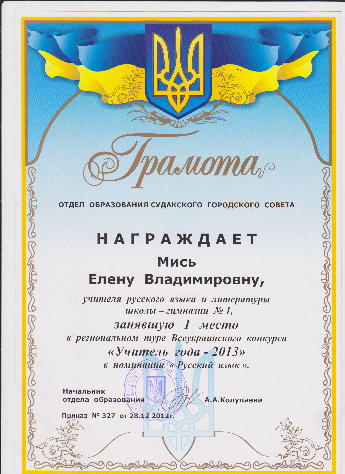 Грамота
ОТДЕЛ ОБРАЗОВАНИЯ СУДАКСКОГО ГОРОДСКОГО СОВЕТА
НАГРАЖДАЕТ
Мись
Елену Владимировну,
учителя русского языка и литературы
школы – гимназии № 1,
занявшую 1 место
в региональном туре Всеукраинского конкурса
«Учитель года - 2013»
в номинации «Русский язык».
Начальник
отдела образования А.А.Колупаева
Приказ № 327 от 28.12 2012г.